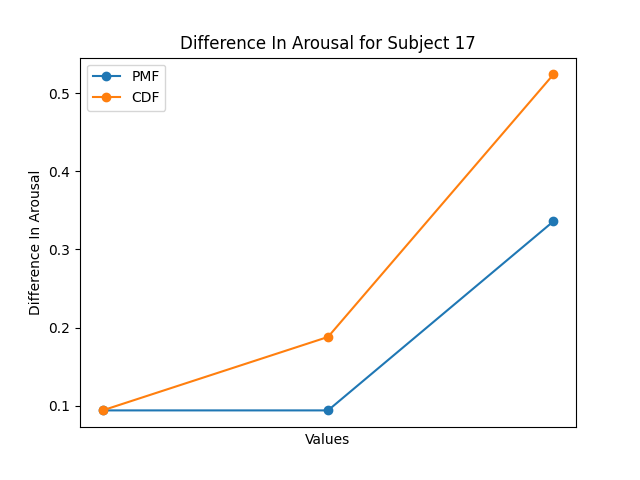 Difference In Arousal for Subject 17
PMF
CDF
0.5
0.4
0.3
0.2
0.1
Difference In Arousal
Values